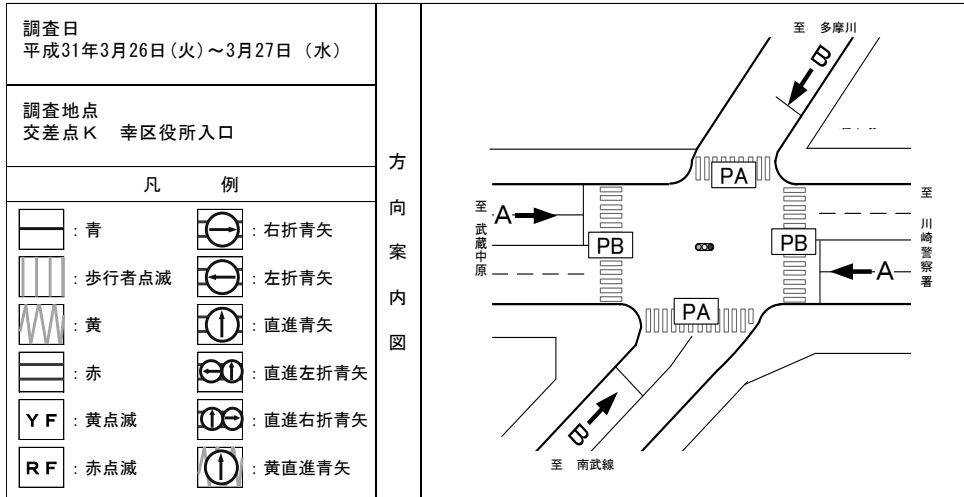 調査日
平成31年3月26日(火)～3月27日 (水)
調査地点
交差点K 幸区役所入口
凡 例
: 青
: 右折青矢
: 歩行者点滅
: 左折青矢
: 黄
: 直進青矢
: 赤
: 直進左折青矢
YF : 黄点滅
: 直進右折青矢
RF : 赤点滅
: 黄直進青矢
方向案内図
至 多摩川
B
PA
至 武蔵中原
A
PB
PB
A
至 川崎警察署
PA
B
至 南武線